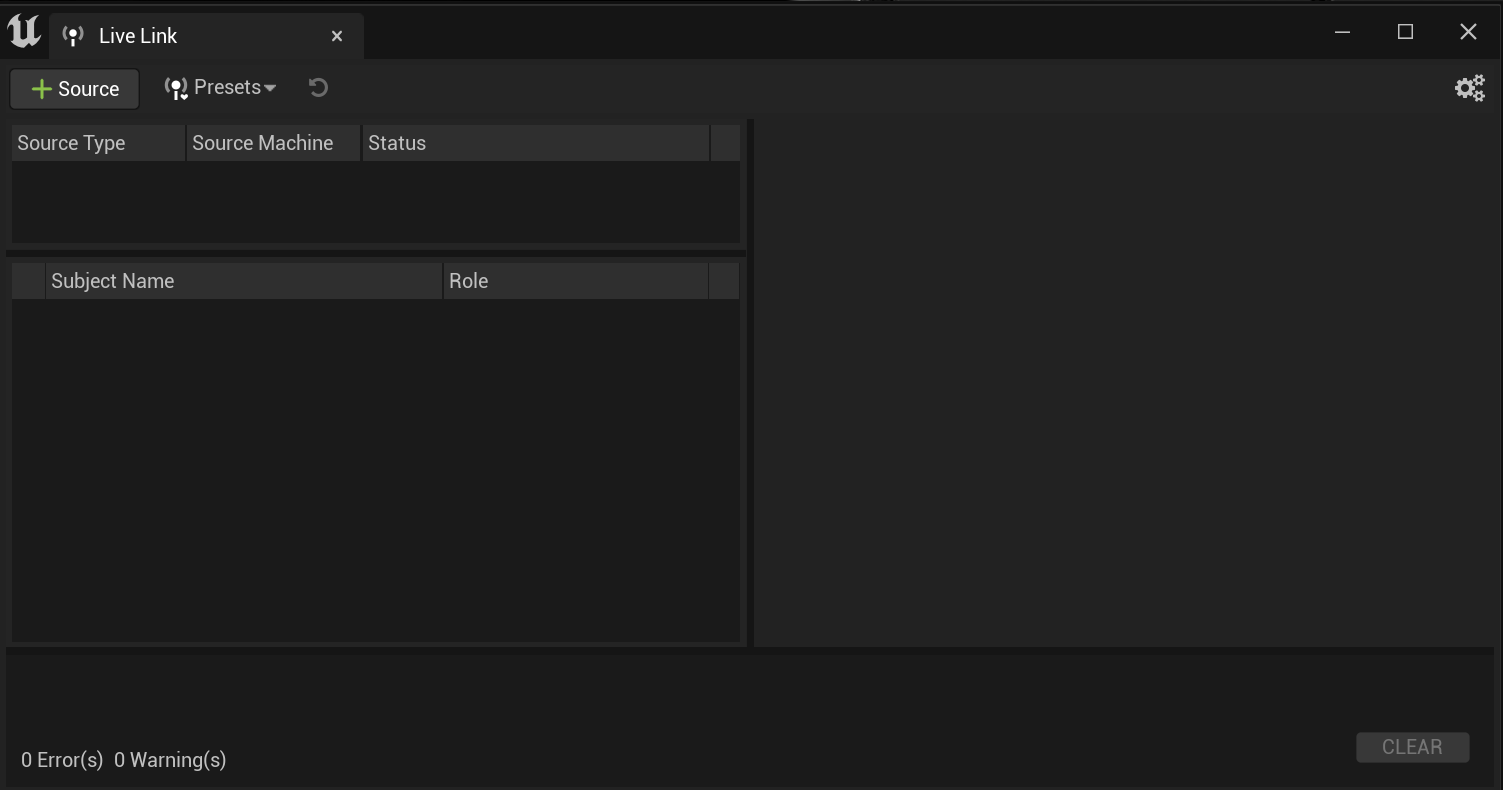 Live Link
Source Presets
Source Type Source Machine Status
Subject Name Role
CLEAR
0 Error(s) 0 Warning(s)